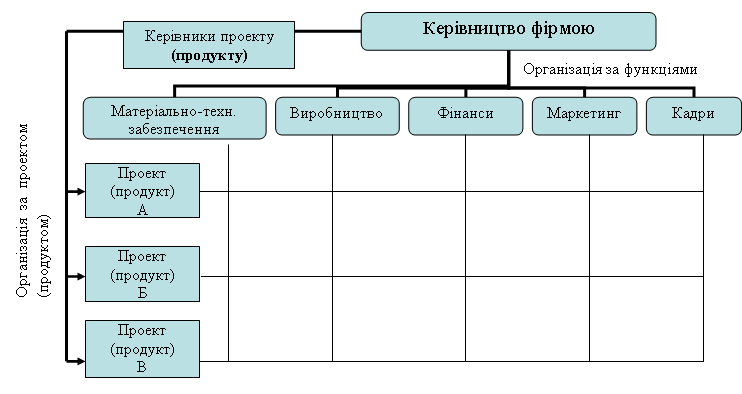 Керівництво фірмою
Керівники проекту
(продукту)
Організація за функціями
Матеріально-техн.
забезпечення
Виробництво
Фінанси
Маркетинг
Кадри
Організація за проектом
(продуктом)
Проект
(продукт)
А
Проект
(продукт)
Б
Проект
(продукт)
В